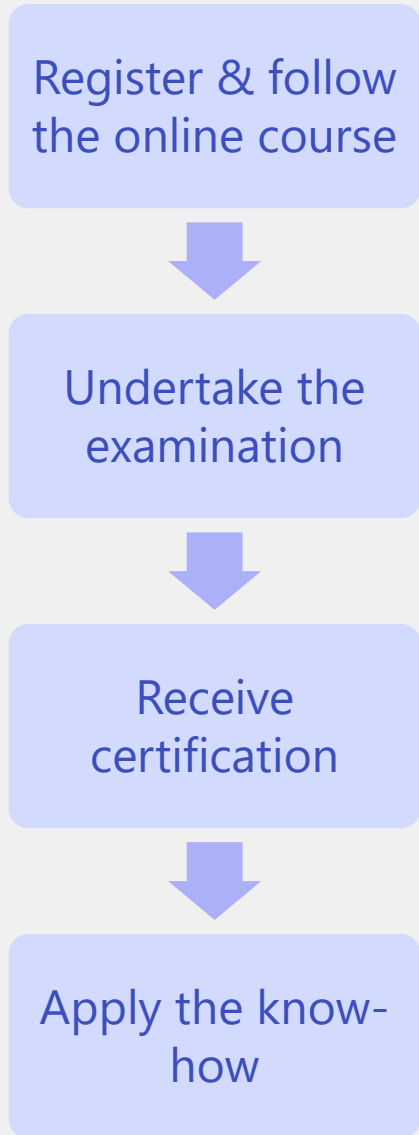 Register & follow
the online course
Undertake the
examination
Receive
certification
Apply the know-
how